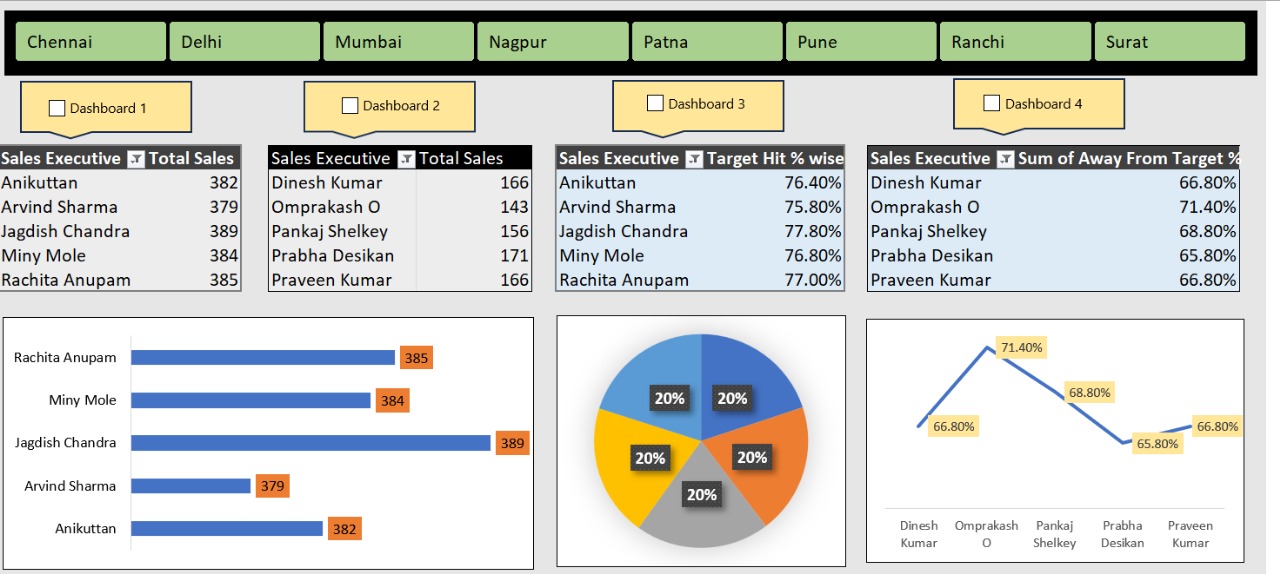 Chennai Delhi Mumbai Nagpur Patna Pune Ranchi Surat
Dashboard 1 Dashboard 2 Dashboard 3 Dashboard 4
Sales Executive Total Sales
Anikuttan 382
Arvind Sharma 379
Jagdish Chandra 389
Miny Mole 384
Rachita Anupam 385
Sales Executive Total Sales
Dinesh Kumar 166
Omprakash O 143
Pankaj Shelkey 156
Prabha Desikan 171
Praveen Kumar 166
Sales Executive Target Hit % wise
Anikuttan 76.40%
Arvind Sharma 75.80%
Jagdish Chandra 77.80%
Miny Mole 76.80%
Rachita Anupam 77.00%
Sales Executive Sum of Away From Target %
Dinesh Kumar 66.80%
Omprakash O 71.40%
Pankaj Shelkey 68.80%
Prabha Desikan 65.80%
Praveen Kumar 66.80%
Rachita Anupam 385
Miny Mole 384
Jagdish Chandra 389
Arvind Sharma 379
Anikuttan 382
20% 20%
20% 20%
20%
71.40%
68.80%
66.80% 66.80%
65.80%
Dinesh Omprakash Pankaj Prabha Praveen
Kumar O Shelkey Desikan Kumar